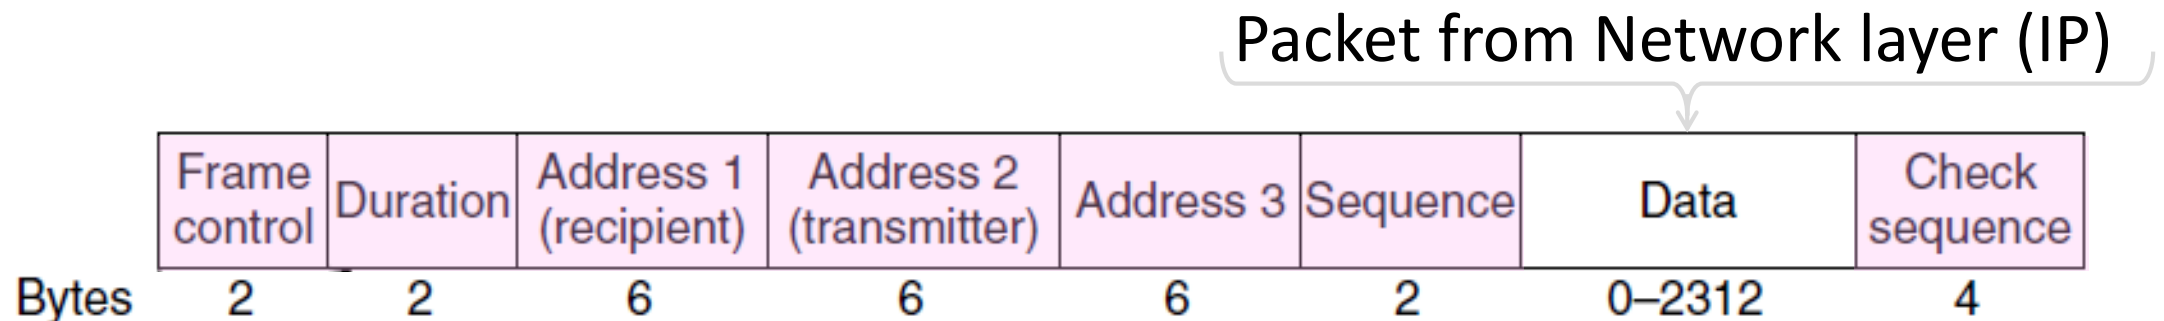 Packet from Network layer (IP)
Frame control
Duration
Address 1 (recipient)
Address 2 (transmitter)
Address 3
Sequence
Data
Check sequence
Bytes 2 2 6 6 6 2 0–2312 4